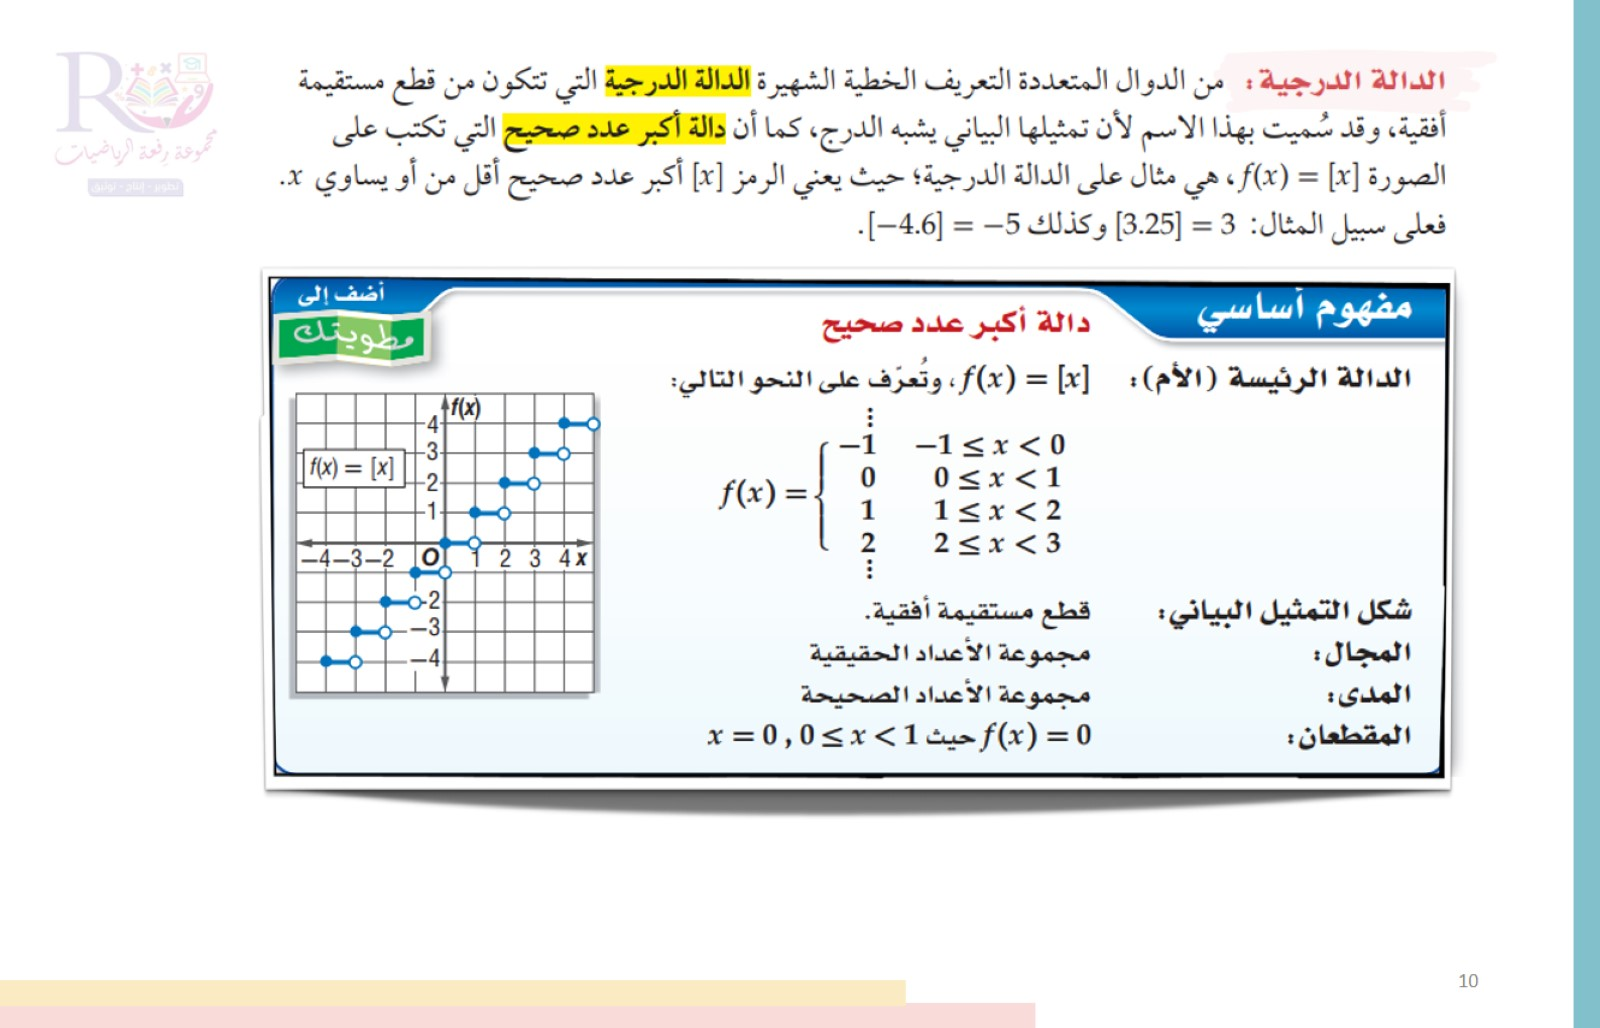 R
مجموعة رفعة الرياضيات
تطوير - إنتاج - توثيق
الدالة الدرجية: من الدوال المتعددة التعريف الخطية الشهيرة الدالة الدرجية التي تتكون من قطع مستقيمة
أفقية، وقد سُميت بهذا الاسم لأن تمثيلها البياني يشبه الدرج، كما أن دالة أكبر عدد صحيح التي تكتب على
الصورة f(x) = [x]، هي مثال على الدالة الدرجية؛ حيث يعني الرمز [x] أكبر عدد صحيح أقل من أو يساوي x.
فعلى سبيل المثال: [3.25] = 3 وكذلك [−4.6] = −5.
مفهوم أساسي
أضف إلى
مطويتك
دالة أكبر عدد صحيح
الدالة الرئيسة (الأم): f(x) = [x]، وتُعرّف على النحو التالي:
⋮
−1 −1 ≤ x < 0
0 0 ≤ x < 1
f(x) =
1 1 ≤ x < 2
2 2 ≤ x < 3
⋮
شكل التمثيل البياني: قطع مستقيمة أفقية.
المجال: مجموعة الأعداد الحقيقية
المدى: مجموعة الأعداد الصحيحة
المقطعان: f(x) = 0 حيث x = 0 , 0 ≤ x < 1
f(x)
4
3
f(x) = [x]
2
1
−4 −3 −2 O 1 2 3 4 x
−2
−3
−4
10